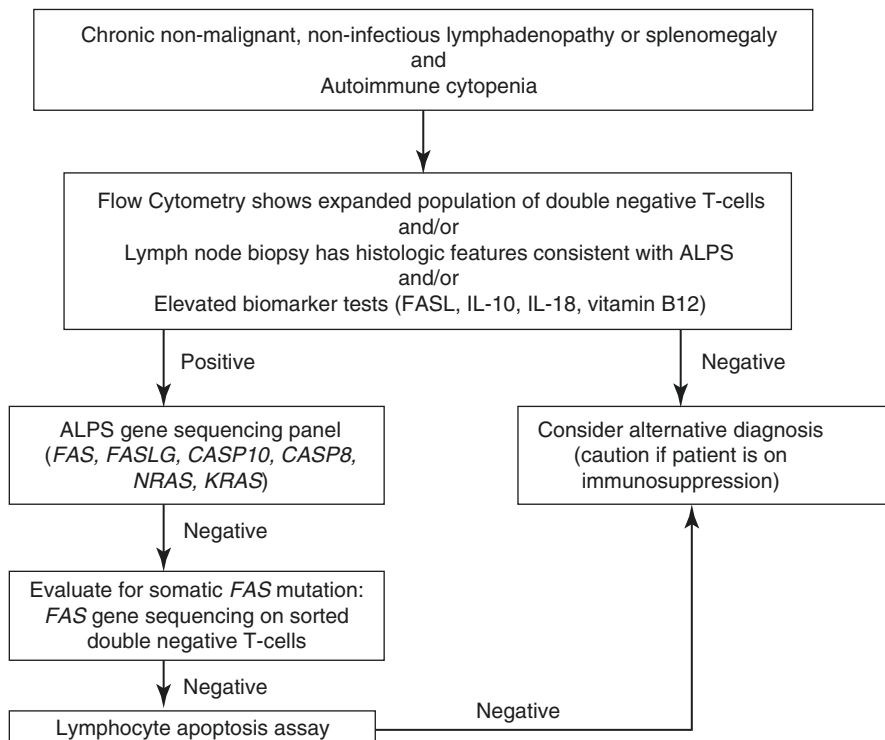 Chronic non-malignant, non-infectious lymphadenopathy or splenomegaly
and
Autoimmune cytopenia
Flow Cytometry shows expanded population of double negative T-cells
and/or
Lymph node biopsy has histologic features consistent with ALPS
and/or
Elevated biomarker tests (FASL, IL-10, IL-18, vitamin B12)
Positive
Negative
ALPS gene sequencing panel
(FAS, FASLG, CASP10, CASP8,
NRAS, KRAS)
Consider alternative diagnosis
(caution if patient is on
immunosuppression)
Negative
Evaluate for somatic FAS mutation:
FAS gene sequencing on sorted
double negative T-cells
Negative
Lymphocyte apoptosis assay
Negative